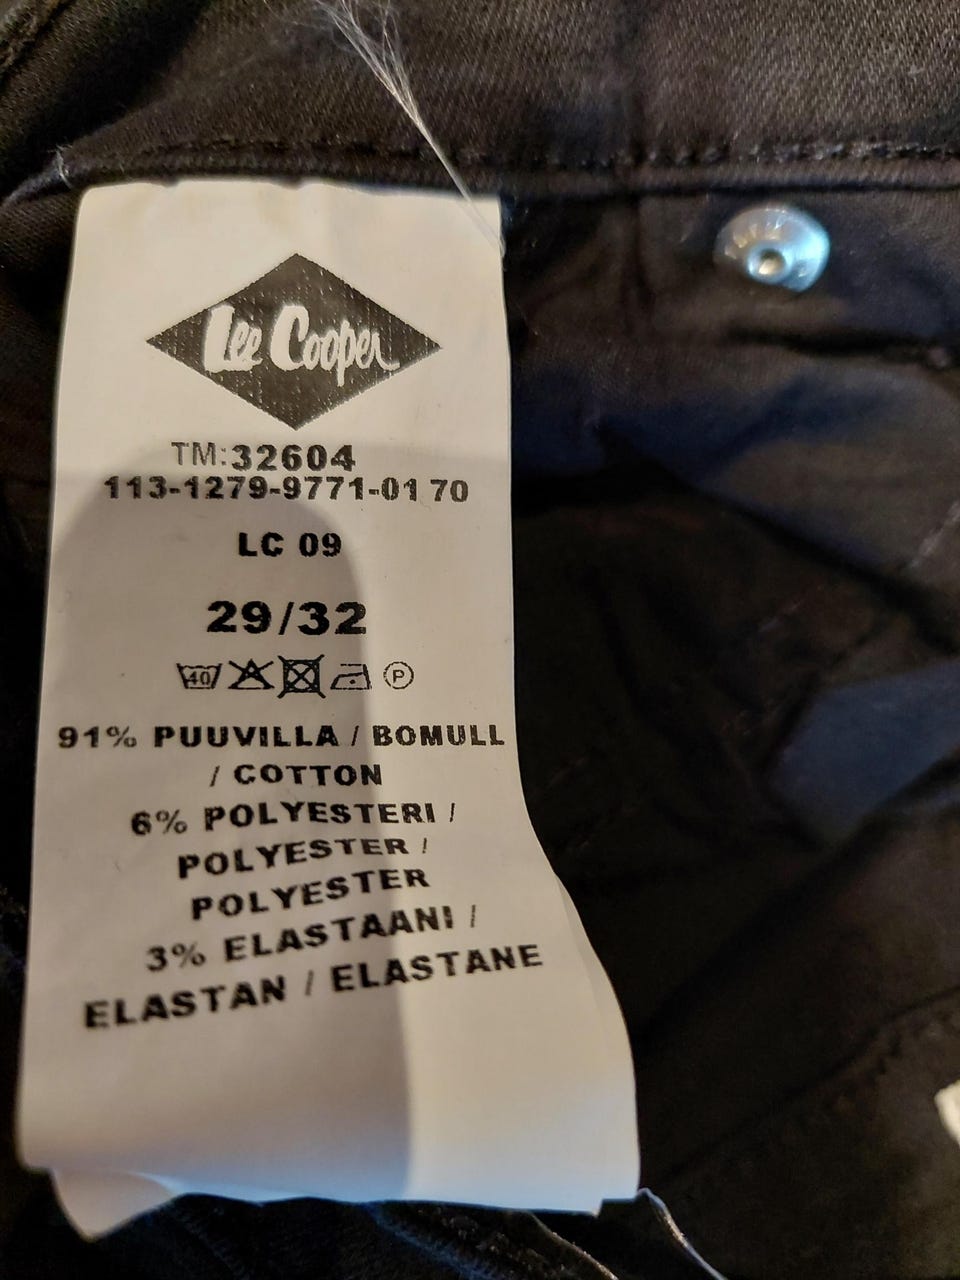 Lee Cooper
TM:32604
113-1279-9771-01 70
LC 09
29/32
40 P
91% PUUVILLA / BOMULL
/ COTTON
6% POLYESTERI /
POLYESTER /
POLYESTER
3% ELASTAANI /
ELASTAN / ELASTANE